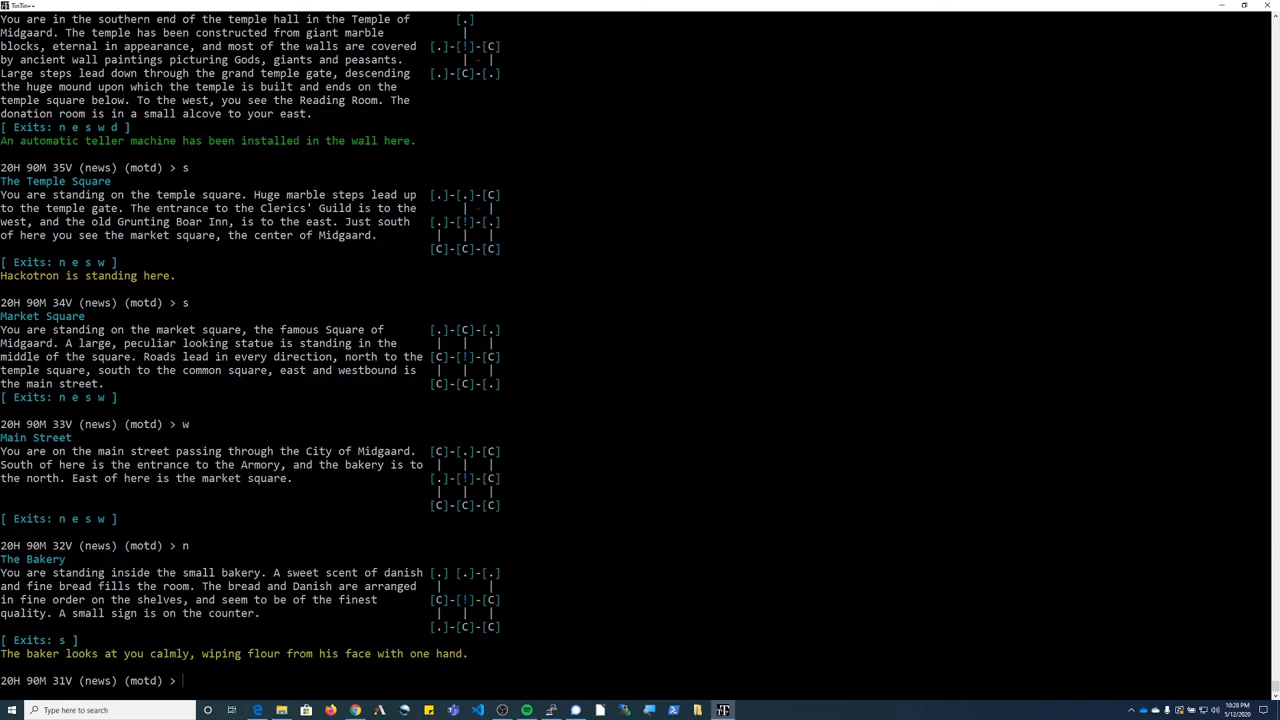 TinTin++
You are in the southern end of the temple hall in the Temple of [.]
Midgaard. The temple has been constructed from giant marble |
blocks, eternal in appearance, and most of the walls are covered [.]-[!]-[C]
by ancient wall paintings picturing Gods, giants and peasants. | - |
Large steps lead down through the grand temple gate, descending [.]-[C]-[.]
the huge mound upon which the temple is built and ends on the
temple square below. To the west, you see the Reading Room. The
donation room is in a small alcove to your east.
[ Exits: n e s w d ]
An automatic teller machine has been installed in the wall here.
20H 90M 35V (news) (motd) > s
The Temple Square
You are standing on the temple square. Huge marble steps lead up [.]-[.]-[C]
to the temple gate. The entrance to the Clerics' Guild is to the | - |
west, and the old Grunting Boar Inn, is to the east. Just south [.]-[!]-[.]
of here you see the market square, the center of Midgaard. | | |
[C]-[C]-[C]
[ Exits: n e s w ]
Hackotron is standing here.
20H 90M 34V (news) (motd) > s
Market Square
You are standing on the market square, the famous Square of [.]-[C]-[.]
Midgaard. A large, peculiar looking statue is standing in the | | |
middle of the square. Roads lead in every direction, north to the [C]-[!]-[C]
temple square, south to the common square, east and westbound is | | |
the main street. [C]-[C]-[.]
[ Exits: n e s w ]
20H 90M 33V (news) (motd) > w
Main Street
You are on the main street passing through the City of Midgaard. [C]-[.]-[C]
South of here is the entrance to the Armory, and the bakery is to | | |
the north. East of here is the market square. [.]-[!]-[C]
| | |
[C]-[C]-[C]
[ Exits: n e s w ]
20H 90M 32V (news) (motd) > n
The Bakery
You are standing inside the small bakery. A sweet scent of danish [.] [.]-[.]
and fine bread fills the room. The bread and Danish are arranged | |
in fine order on the shelves, and seem to be of the finest [C]-[!]-[C]
quality. A small sign is on the counter. | | |
[.]-[C]-[C]
[ Exits: s ]
The baker looks at you calmly, wiping flour from his face with one hand.
20H 90M 31V (news) (motd) >
Type here to search
10:28 PM
5/12/2020